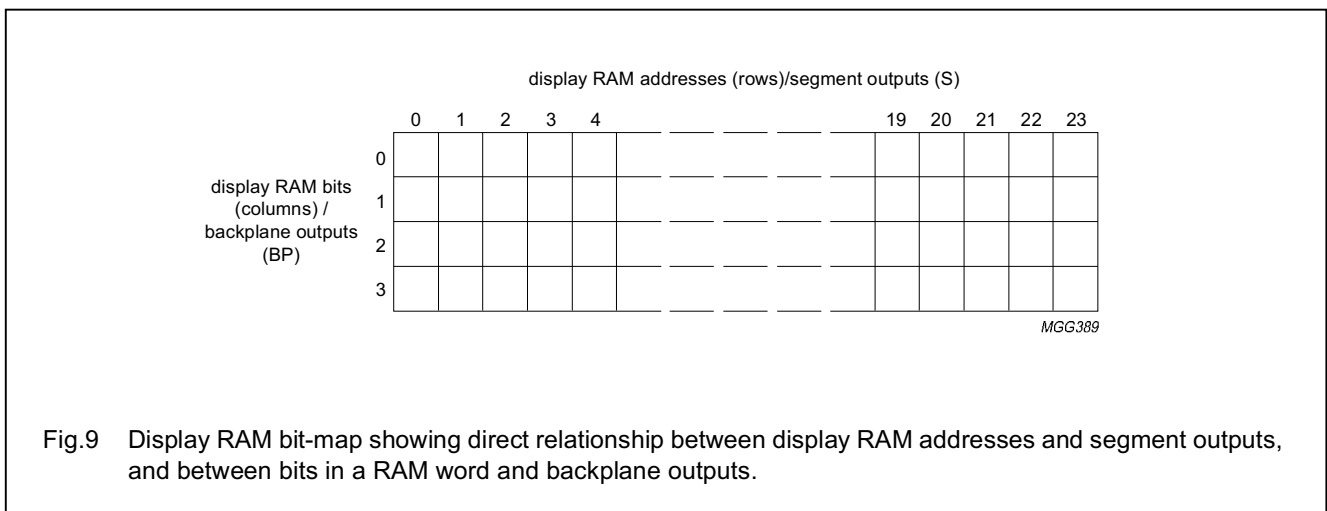 display RAM addresses (rows)/segment outputs (S)
0 1 2 3 4 19 20 21 22 23
0
display RAM bits
1
(columns) /
backplane outputs
2
(BP)
3
MGG389
Fig.9 Display RAM bit-map showing direct relationship between display RAM addresses and segment outputs,
and between bits in a RAM word and backplane outputs.